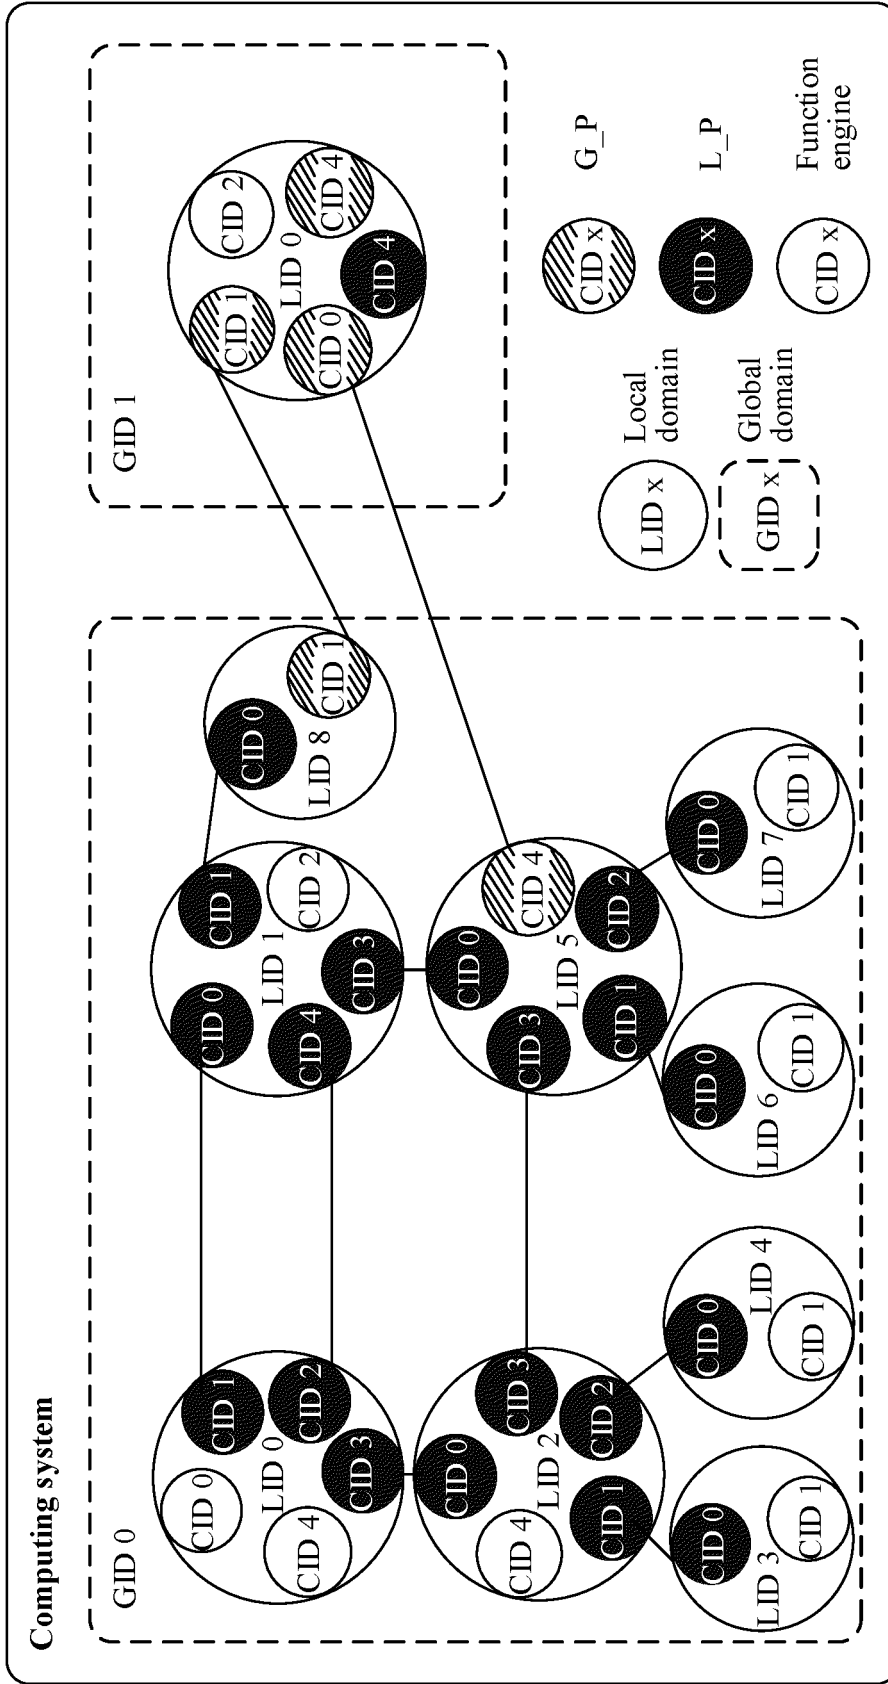 Computing system
GID 0
CID 0
CID 1
LID 0
CID 4
CID 2
CID 3
CID 0
CID 1
LID 1
CID 4
CID 2
CID 3
CID 0
LID 8
CID 1
CID 0
CID 4
LID 2
CID 3
CID 1
CID 2
CID 0
CID 3
LID 5
CID 4
CID 1
CID 2
CID 0
LID 3
CID 1
CID 0
LID 4
CID 1
CID 0
LID 6
CID 1
CID 0
LID 7
CID 1
GID 1
CID 1
CID 2
LID 0
CID 0
CID 4
CID 4
LID x
Local
domain
GID x
Global
domain
CID x
G_P
CID x
L_P
CID x
Function
engine